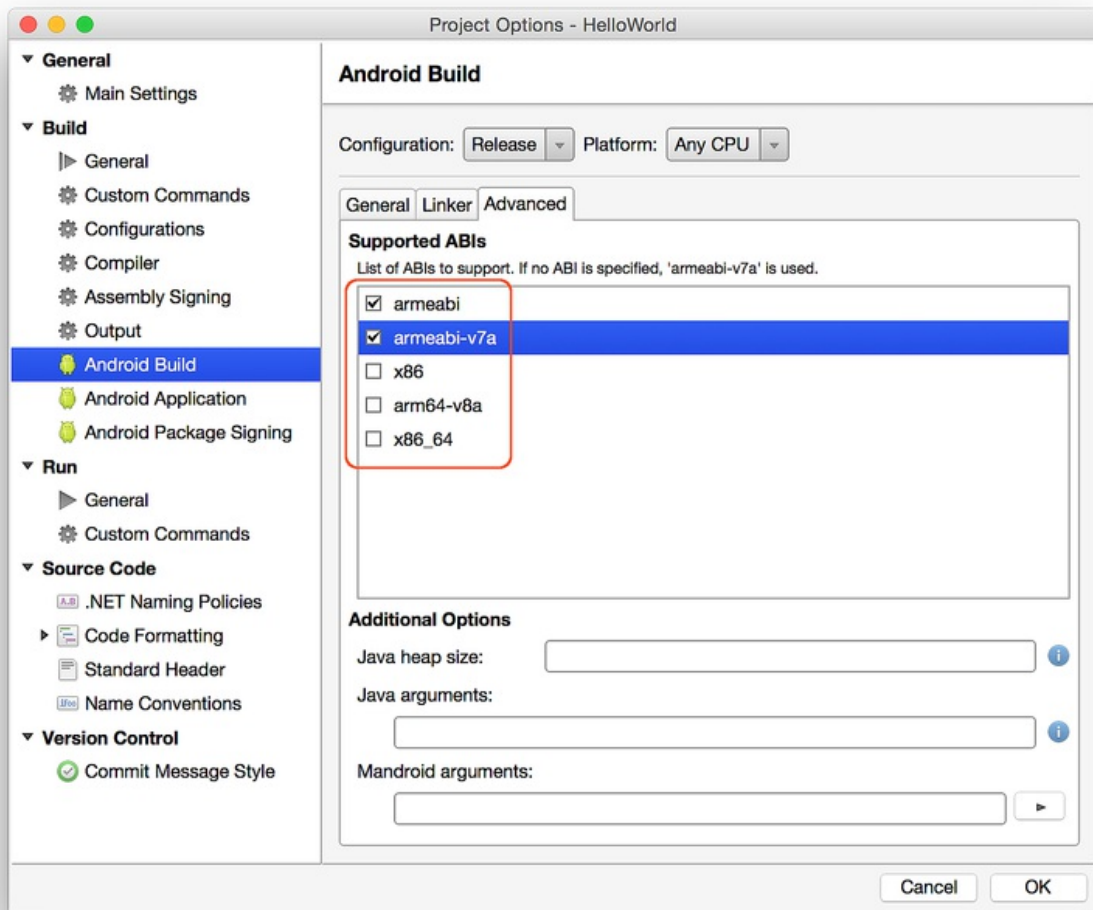 Project Options - HelloWorld
General
Main Settings
Build
General
Custom Commands
Configurations
Compiler
Assembly Signing
Output
Android Build
Android Application
Android Package Signing
Run
General
Custom Commands
Source Code
.NET Naming Policies
Code Formatting
Standard Header
Name Conventions
Version Control
Commit Message Style
Android Build
Configuration: Release Platform: Any CPU
General Linker Advanced
Supported ABIs
List of ABIs to support. If no ABI is specified, 'armeabi-v7a' is used.
armeabi
armeabi-v7a
x86
arm64-v8a
x86_64
Additional Options
Java heap size:
Java arguments:
Mandroid arguments:
Cancel OK